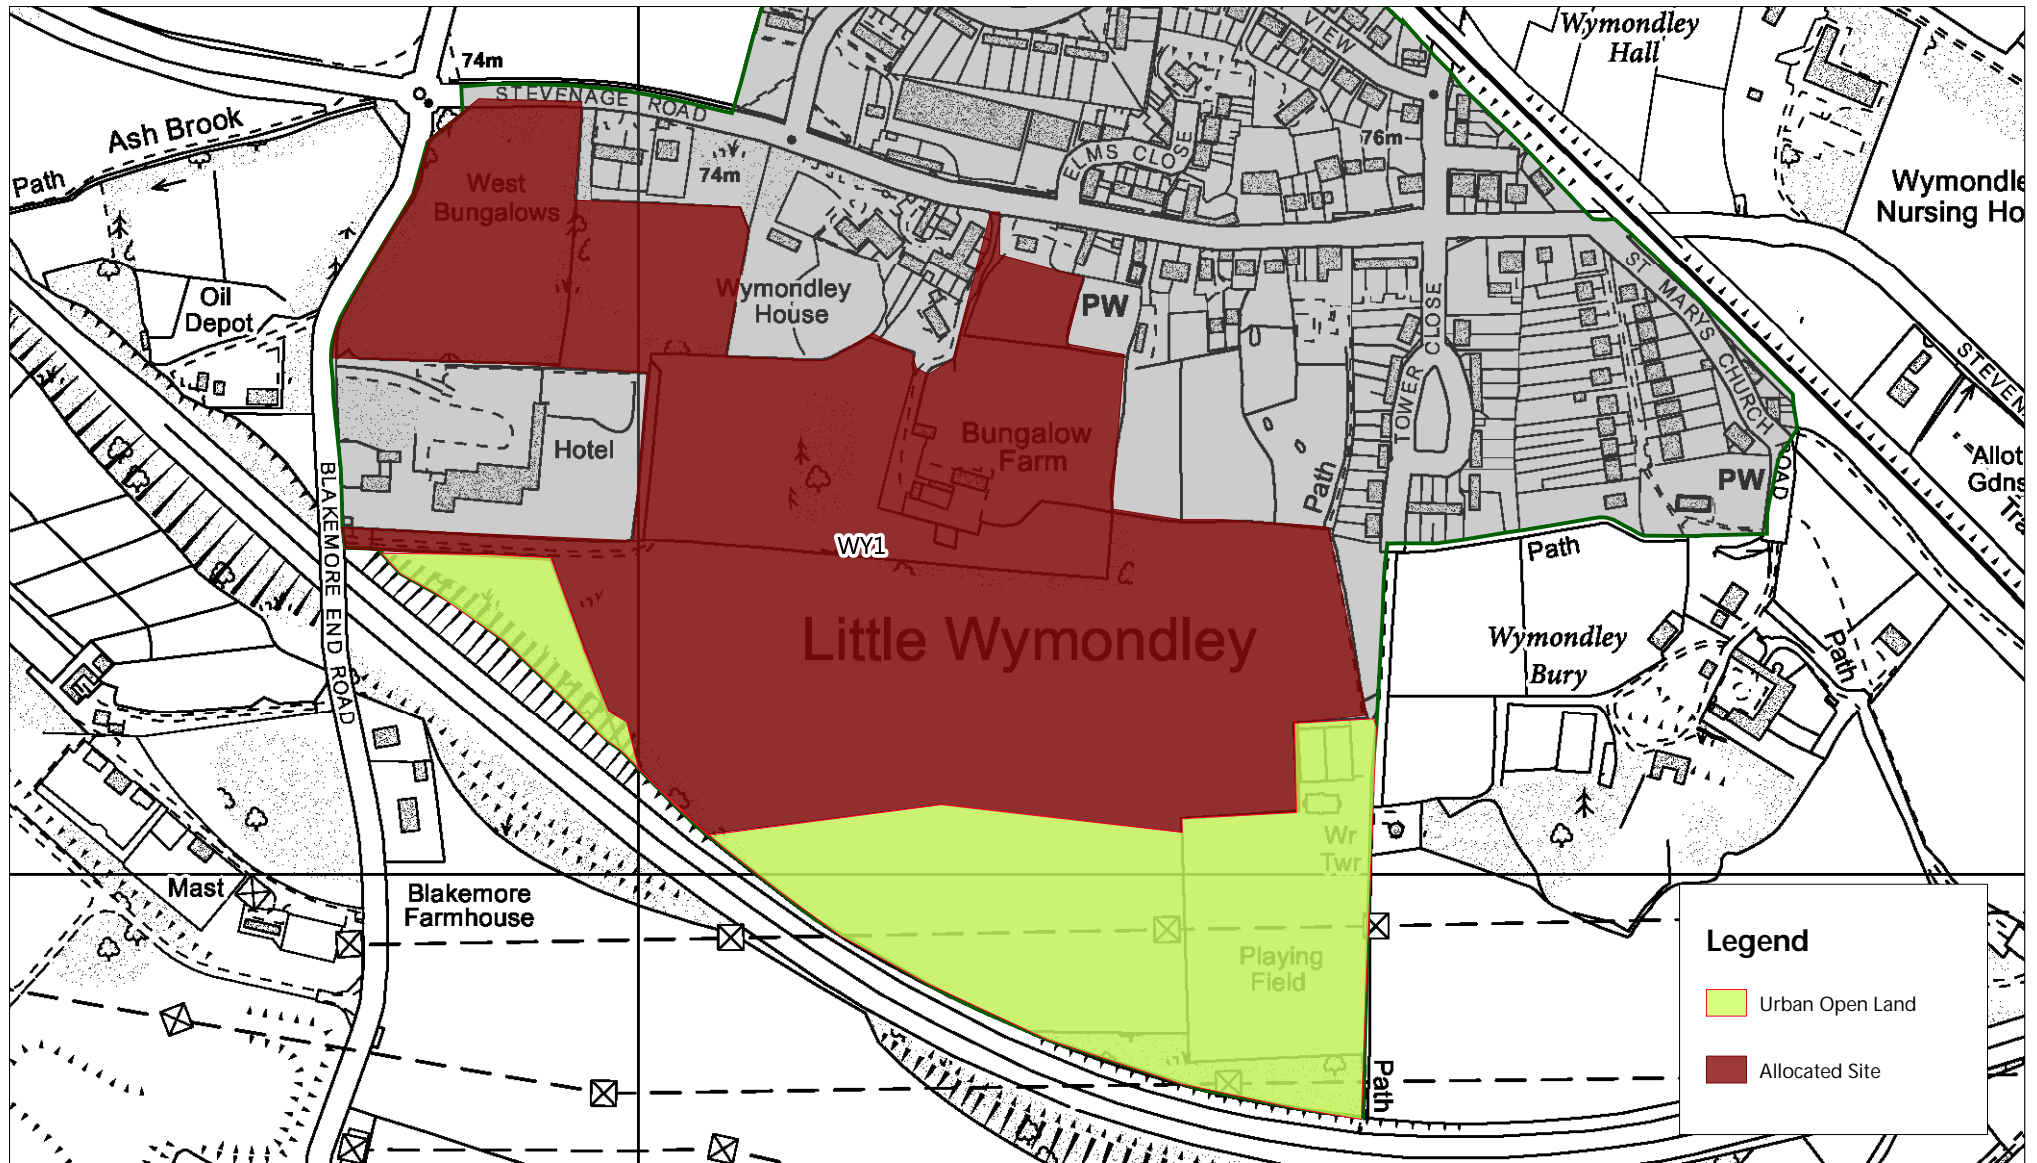 Wymondley
Hall
VIEW
74m
STEVENAGE ROAD
Ash Brook
Path
ELMS CLOSE
76m
74m
West
Bungalows
Wymondle
Nursing Ho
Oil
Depot
Wymondley
House
PW
ST MARYS CHURCH ROAD
STEVEN
TOWER CLOSE
Bungalow
Farm
Hotel
Path
PW
Allot
Gdns
Tra
BLAKEMORE END ROAD
WY1
Path
Little Wymondley
Wymondley
Bury
Path
Wr
Twr
Mast
Blakemore
Farmhouse
Playing
Field
Path
Legend
Urban Open Land
Allocated Site